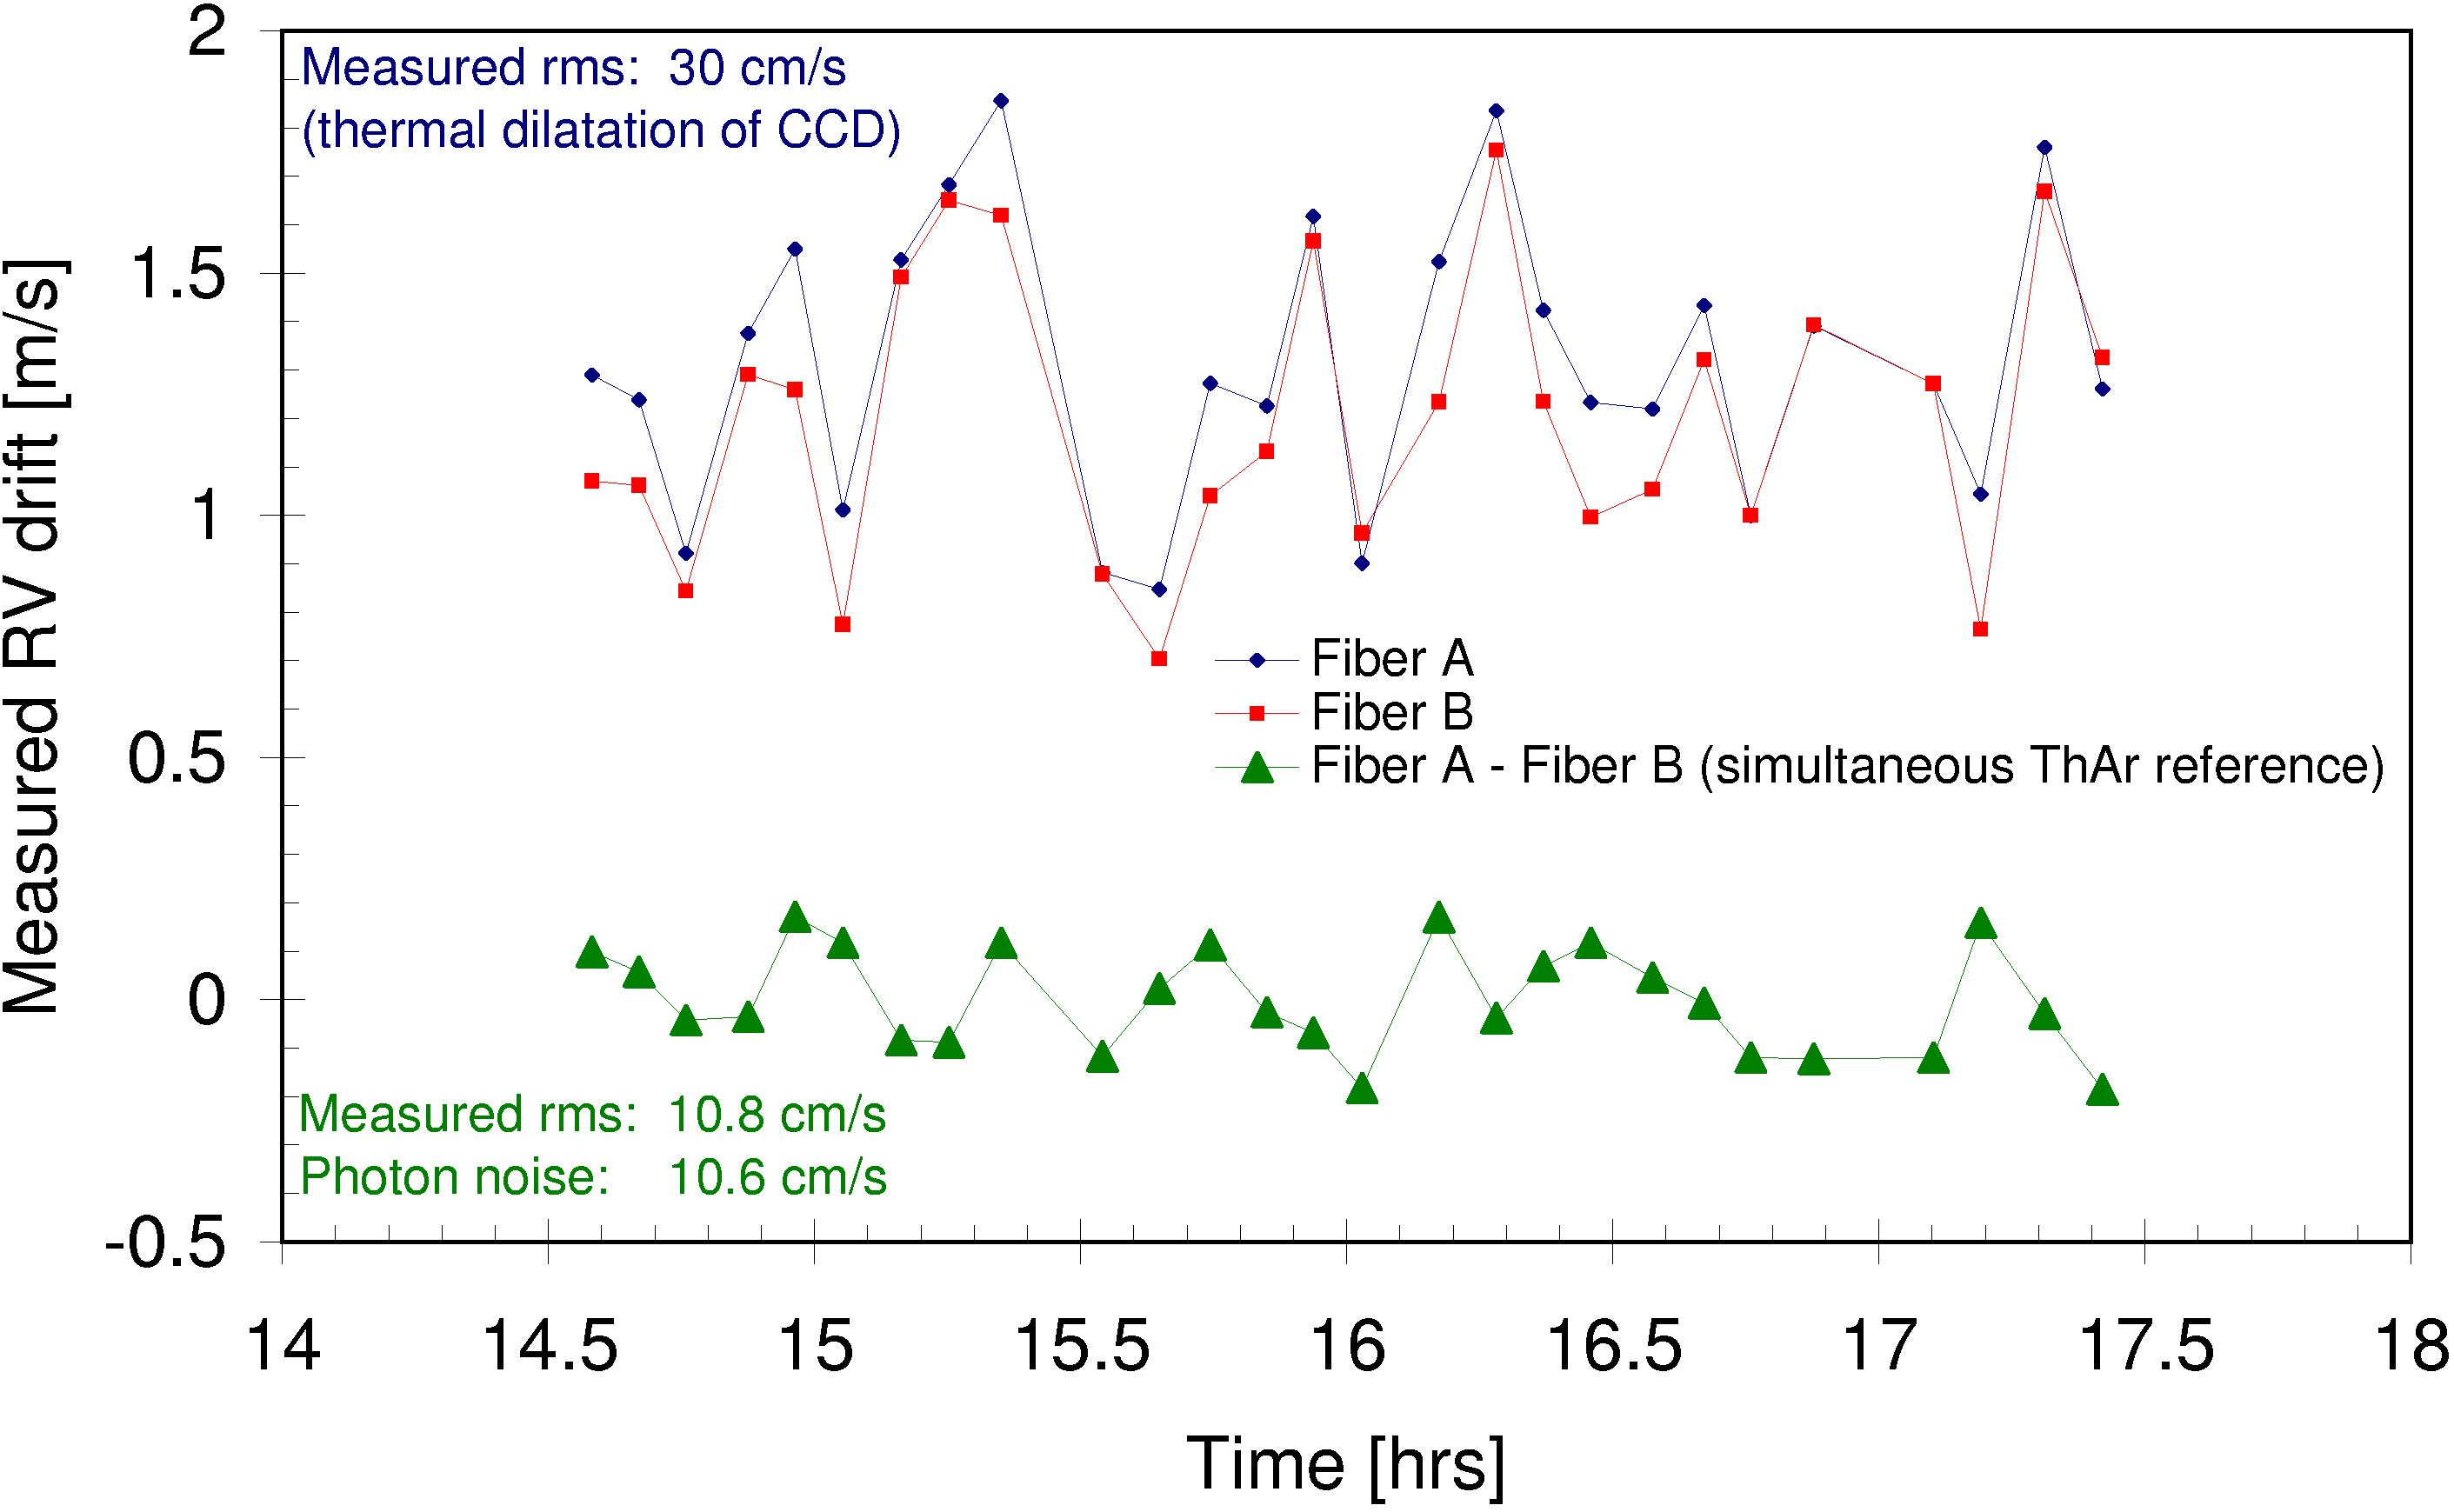 Measured RV drift [m/s]
2
1.5
1
0.5
0
-0.5
Measured rms: 30 cm/s
(thermal dilatation of CCD)
Fiber A
Fiber B
Fiber A - Fiber B (simultaneous ThAr reference)
Measured rms: 10.8 cm/s
Photon noise: 10.6 cm/s
14 14.5 15 15.5 16 16.5 17 17.5 18
Time [hrs]